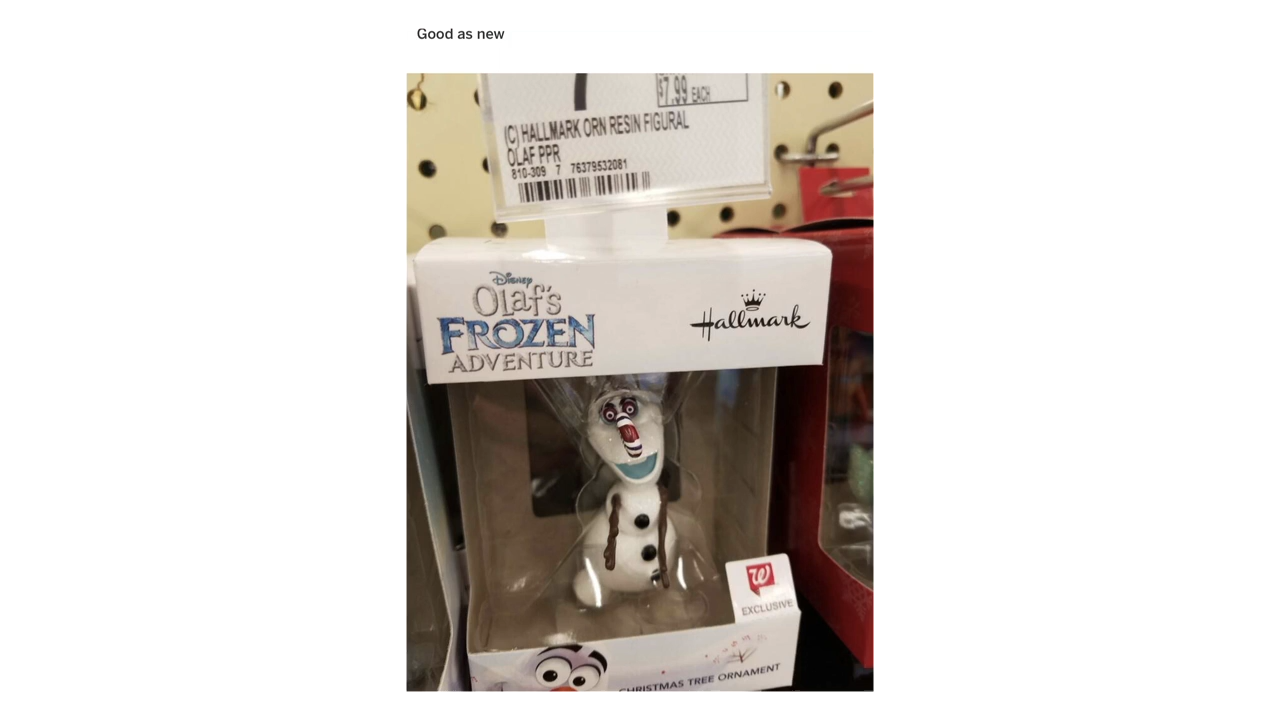 Good as new
$7.99 EACH
(C) HALLMARK ORN RESIN FIGURAL
OLAF PPR
810-309 7 76379532081
Disney
Olaf's
FROZEN
ADVENTURE
Hallmark
W
EXCLUSIVE
CHRISTMAS TREE ORNAMENT